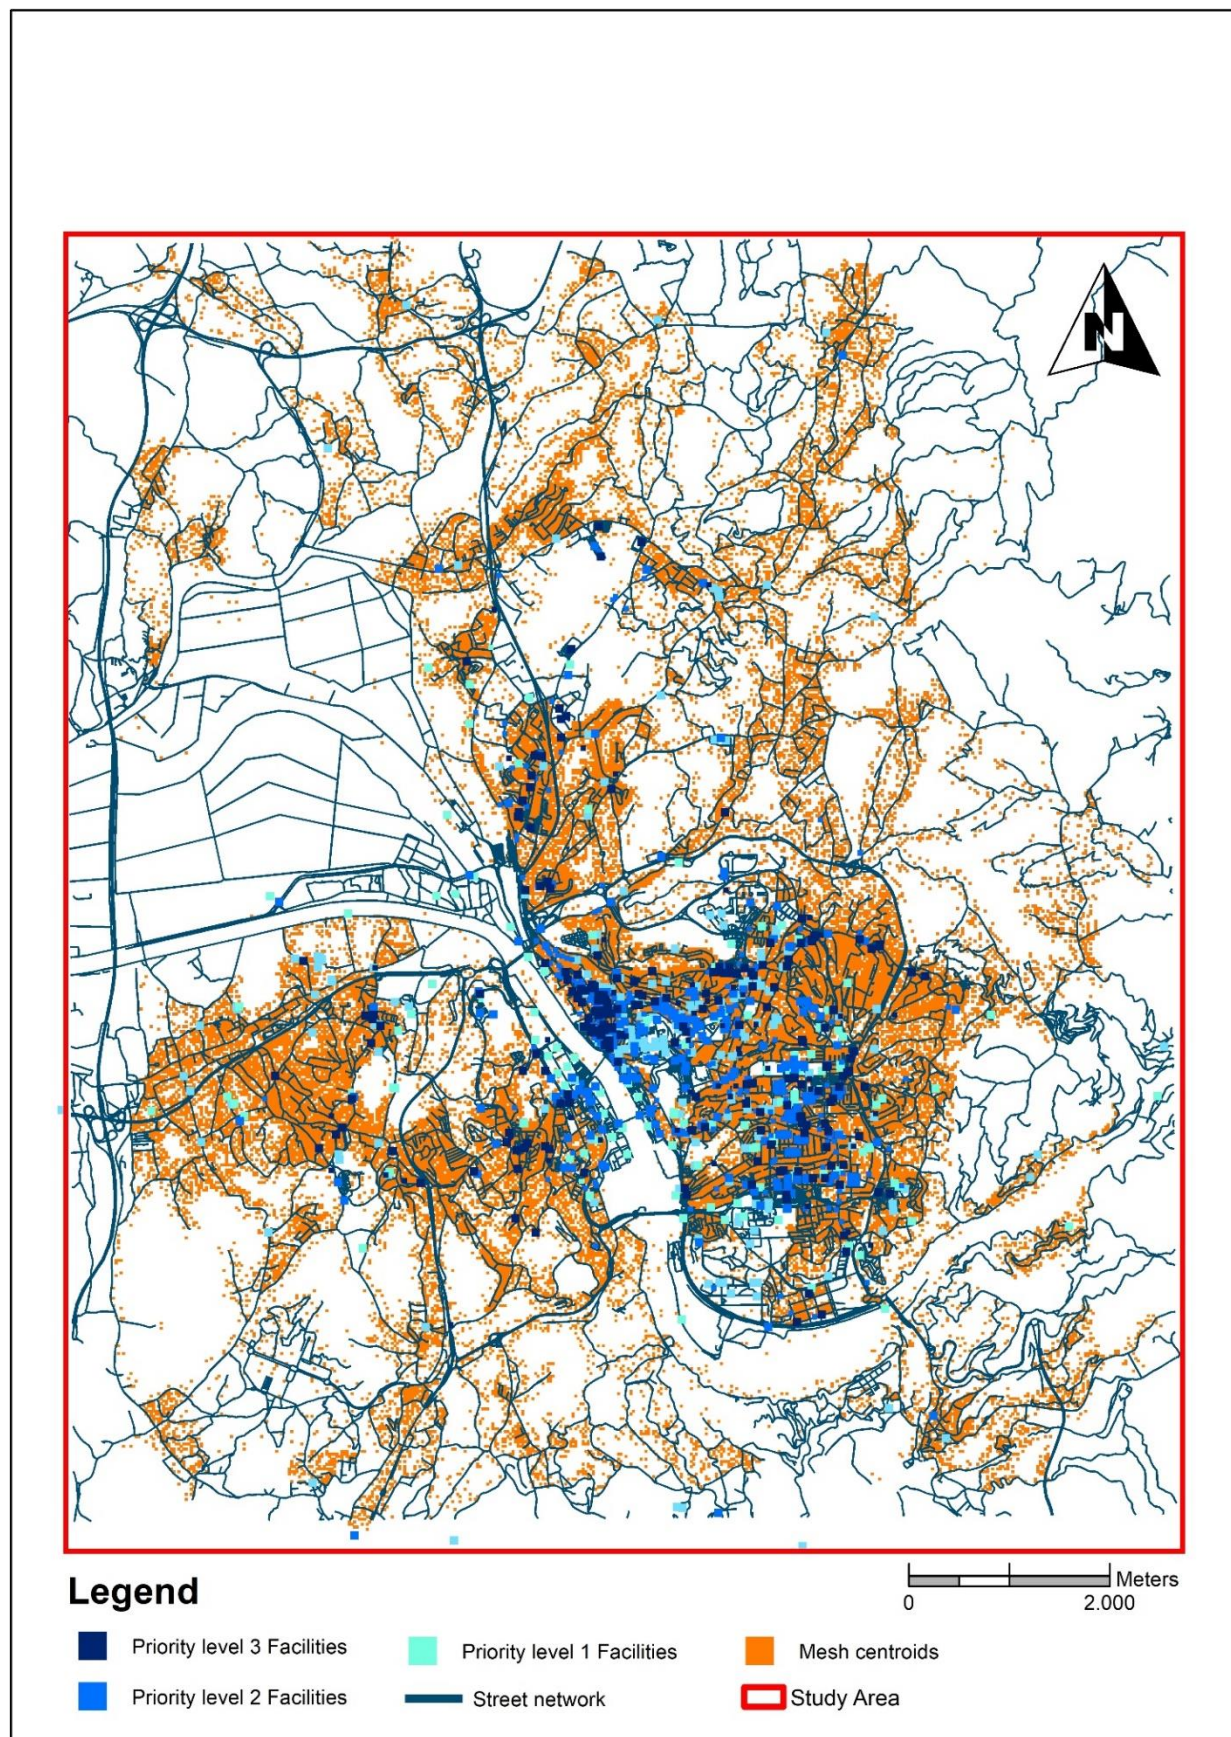 N
Legend
Meters
0 2.000
Priority level 3 Facilities
Priority level 1 Facilities
Mesh centroids
Priority level 2 Facilities
Street network
Study Area